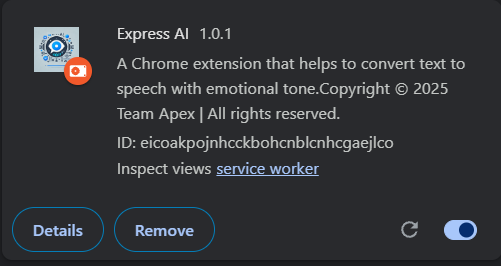 Express AI 1.0.1
A Chrome extension that helps to convert text to
speech with emotional tone.Copyright © 2025
Team Apex | All rights reserved.
ID: eicoakpojnhcckbohcnblcnhcgaejlco
Inspect views service worker
Details Remove